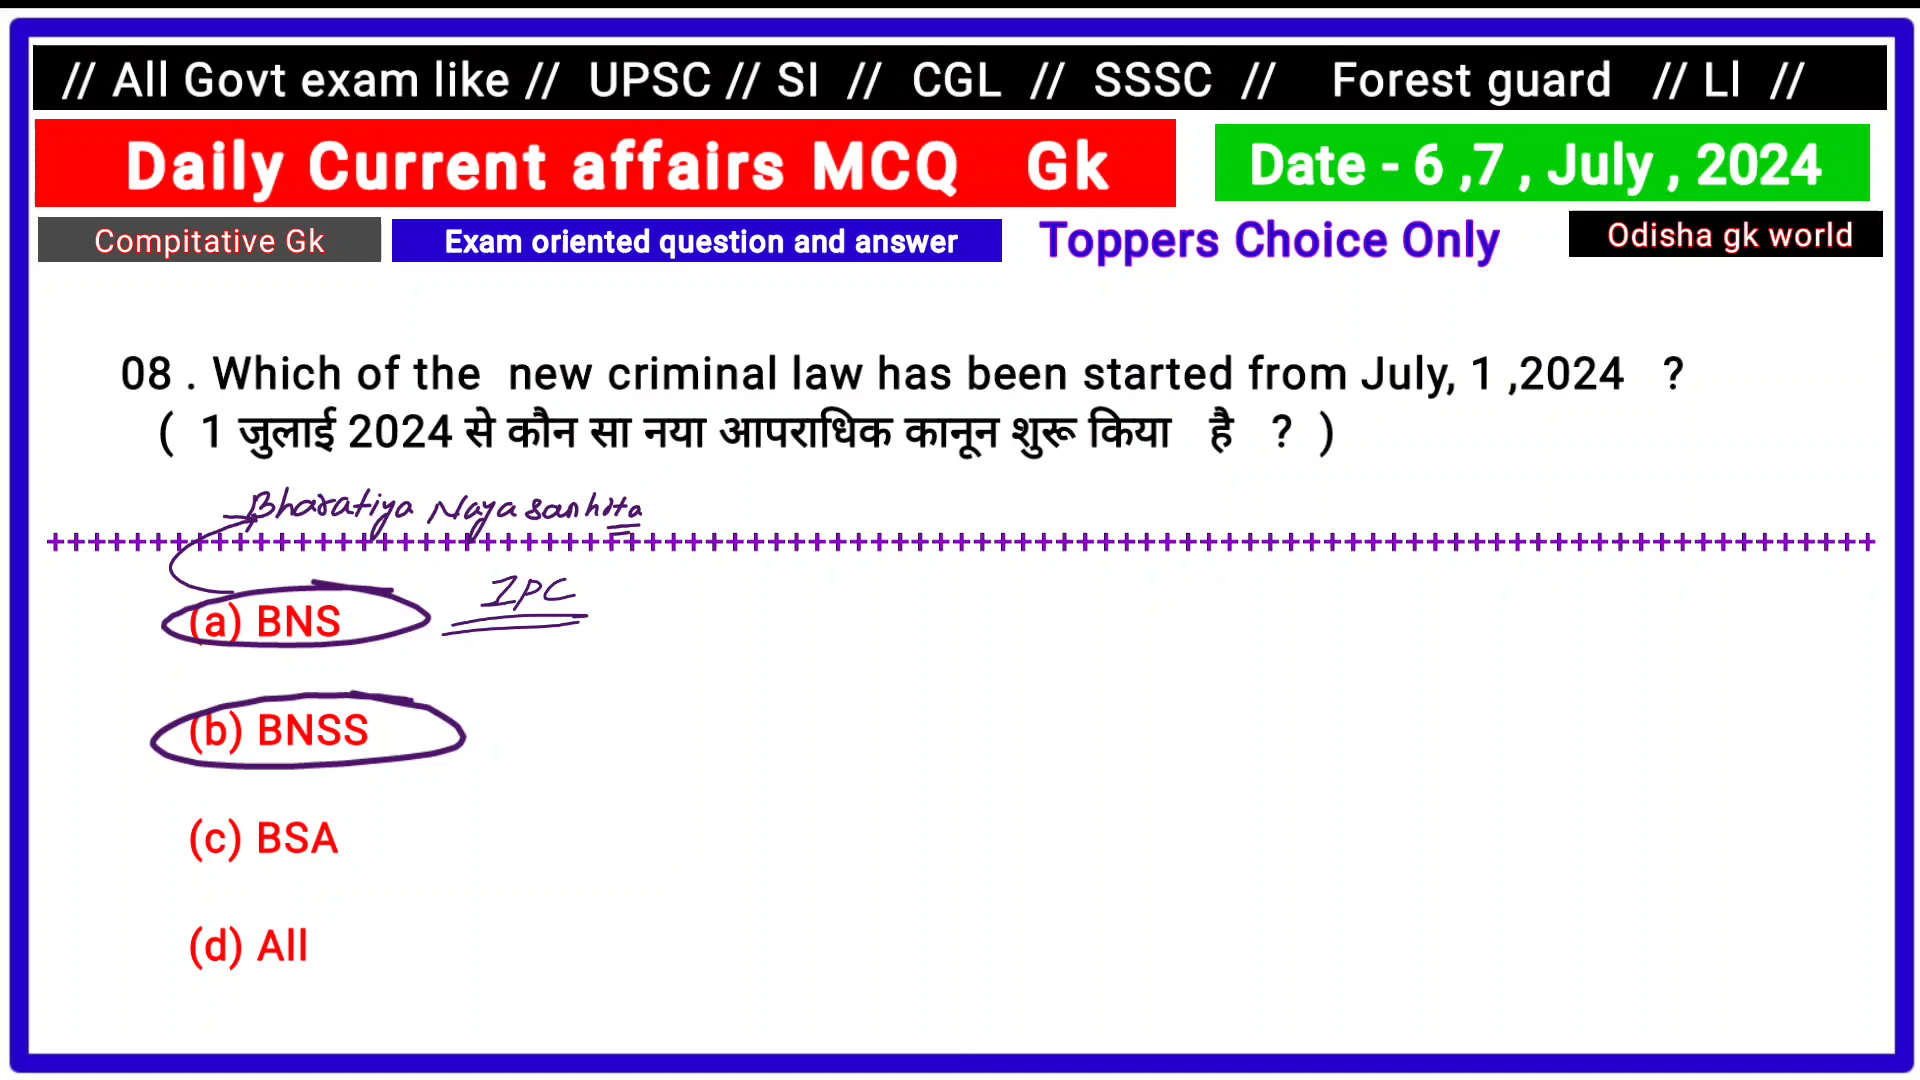 // All Govt exam like // UPSC // SI // CGL // SSSC // Forest guard // Ll //
Daily Current affairs MCQ Gk
Date - 6 ,7 , July , 2024
Compitative Gk
Exam oriented question and answer
Toppers Choice Only
Odisha gk world
08 . Which of the new criminal law has been started from July, 1 ,2024 ?
( 1 जुलाई 2024 से कौन सा नया आपराधिक कानून शुरू किया है ? )
Bharatiya Nayasanhita
++++++++++++++++++++++++++++++++++++++++++++++++++++++++++++++++++++++++++++++++++++++++
(a) BNS IPC
(b) BNSS
(c) BSA
(d) All